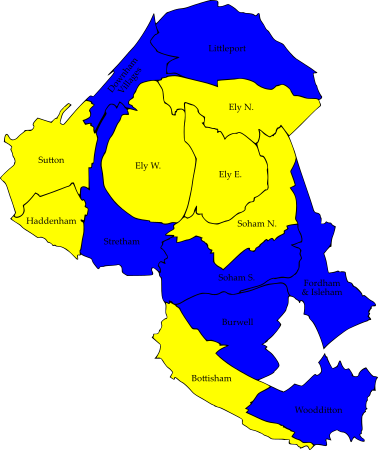 Littleport
Downham
Villages
Ely N.
Sutton
Ely W.
Ely E.
Haddenham
Soham N.
Stretham
Soham S.
Fordham
& Isleham
Burwell
Bottisham
Woodditton